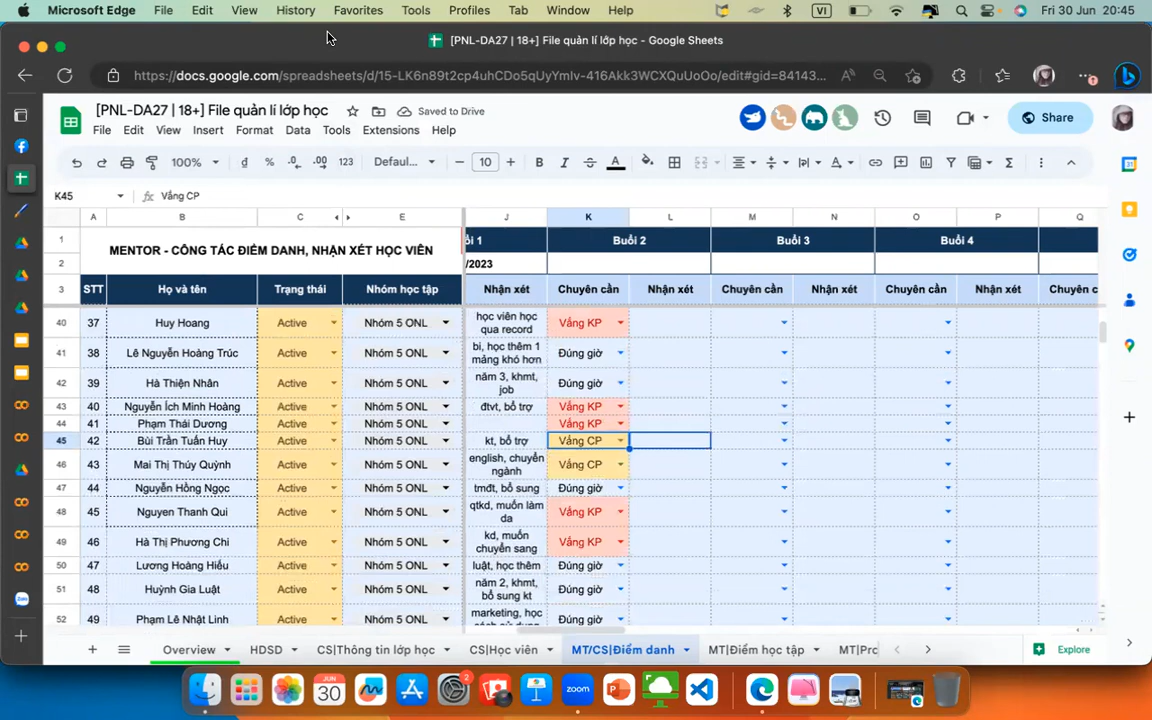 Microsoft Edge File Edit View History Favorites Tools Profiles Tab Window Help VI Fri 30 Jun 20:45
[PNL-DA27 | 18+] File quản lí lớp học - Google Sheets
https://docs.google.com/spreadsheets/d/15-LK6n89t2cp4uhCDo5qUyYmIv-416Akk3WCXQuUoOo/edit#gid=84143...
[PNL-DA27 | 18+] File quản lí lớp học Saved to Drive
File Edit View Insert Format Data Tools Extensions Help
Share
100% đ % .0 .00 123 Defaul... 10 B I A
K45 Vắng CP
A B C E J K L M N O P Q
1 MENTOR - CÔNG TÁC ĐIỂM DANH, NHẬN XÉT HỌC VIÊN ổi 1 Buổi 2 Buổi 3 Buổi 4
2 /2023
3 STT Họ và tên Trạng thái Nhóm học tập Nhận xét Chuyên cần Nhận xét Chuyên cần Nhận xét Chuyên cần Nhận xét Chuyên c
40 37 Huy Hoang Active Nhóm 5 ONL học viên học qua record Vắng KP
41 38 Lê Nguyễn Hoàng Trúc Active Nhóm 5 ONL bi, học thêm 1 mảng khó hơn Đúng giờ
42 39 Hà Thiện Nhân Active Nhóm 5 ONL năm 3, khmt, job Đúng giờ
43 40 Nguyễn Ích Minh Hoàng Active Nhóm 5 ONL đtvt, bổ trợ Vắng KP
44 41 Phạm Thái Dương Active Nhóm 5 ONL Vắng KP
45 42 Bùi Trần Tuấn Huy Active Nhóm 5 ONL kt, bổ trợ Vắng CP
46 43 Mai Thị Thúy Quỳnh Active Nhóm 5 ONL english, chuyển ngành Vắng CP
47 44 Nguyễn Hồng Ngọc Active Nhóm 5 ONL tmđt, bổ sung Đúng giờ
48 45 Nguyen Thanh Qui Active Nhóm 5 ONL qtkd, muốn làm da Vắng KP
49 46 Hà Thị Phương Chi Active Nhóm 5 ONL kd, muốn chuyển sang Vắng KP
50 47 Lương Hoàng Hiếu Active Nhóm 5 ONL luật, học thêm Đúng giờ
51 48 Huỳnh Gia Luật Active Nhóm 5 ONL năm 2, khmt, bổ sung kt Đúng giờ
52 49 Phạm Lê Nhật Linh Active Nhóm 5 ONL marketing, học Đúng giờ
Overview HDSD CS|Thông tin lớp học CS|Học viên MT/CS|Điểm danh MT|Điểm học tập MT|Prc Explore
JUN 30 2 zoom